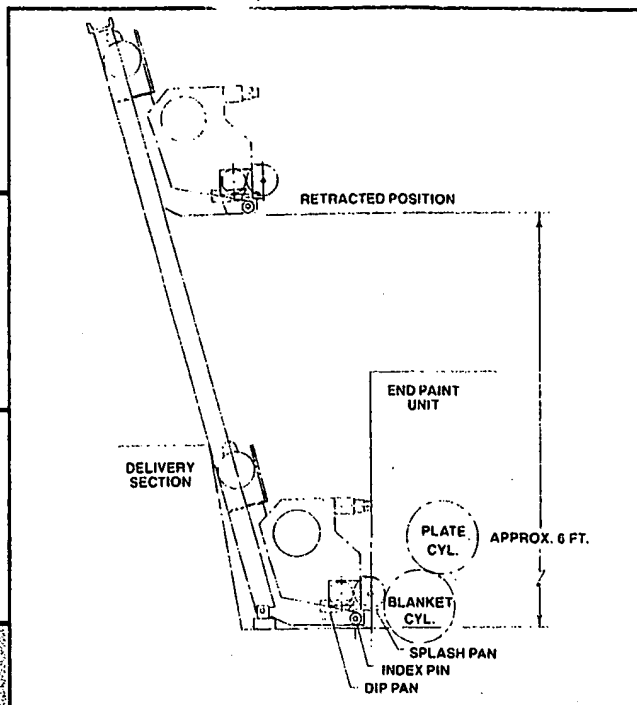 RETRACTED POSITION
END PAINT
UNIT
DELIVERY
SECTION
PLATE
CYL.
APPROX. 6 FT.
BLANKET
CYL.
SPLASH PAN
INDEX PIN
DIP PAN